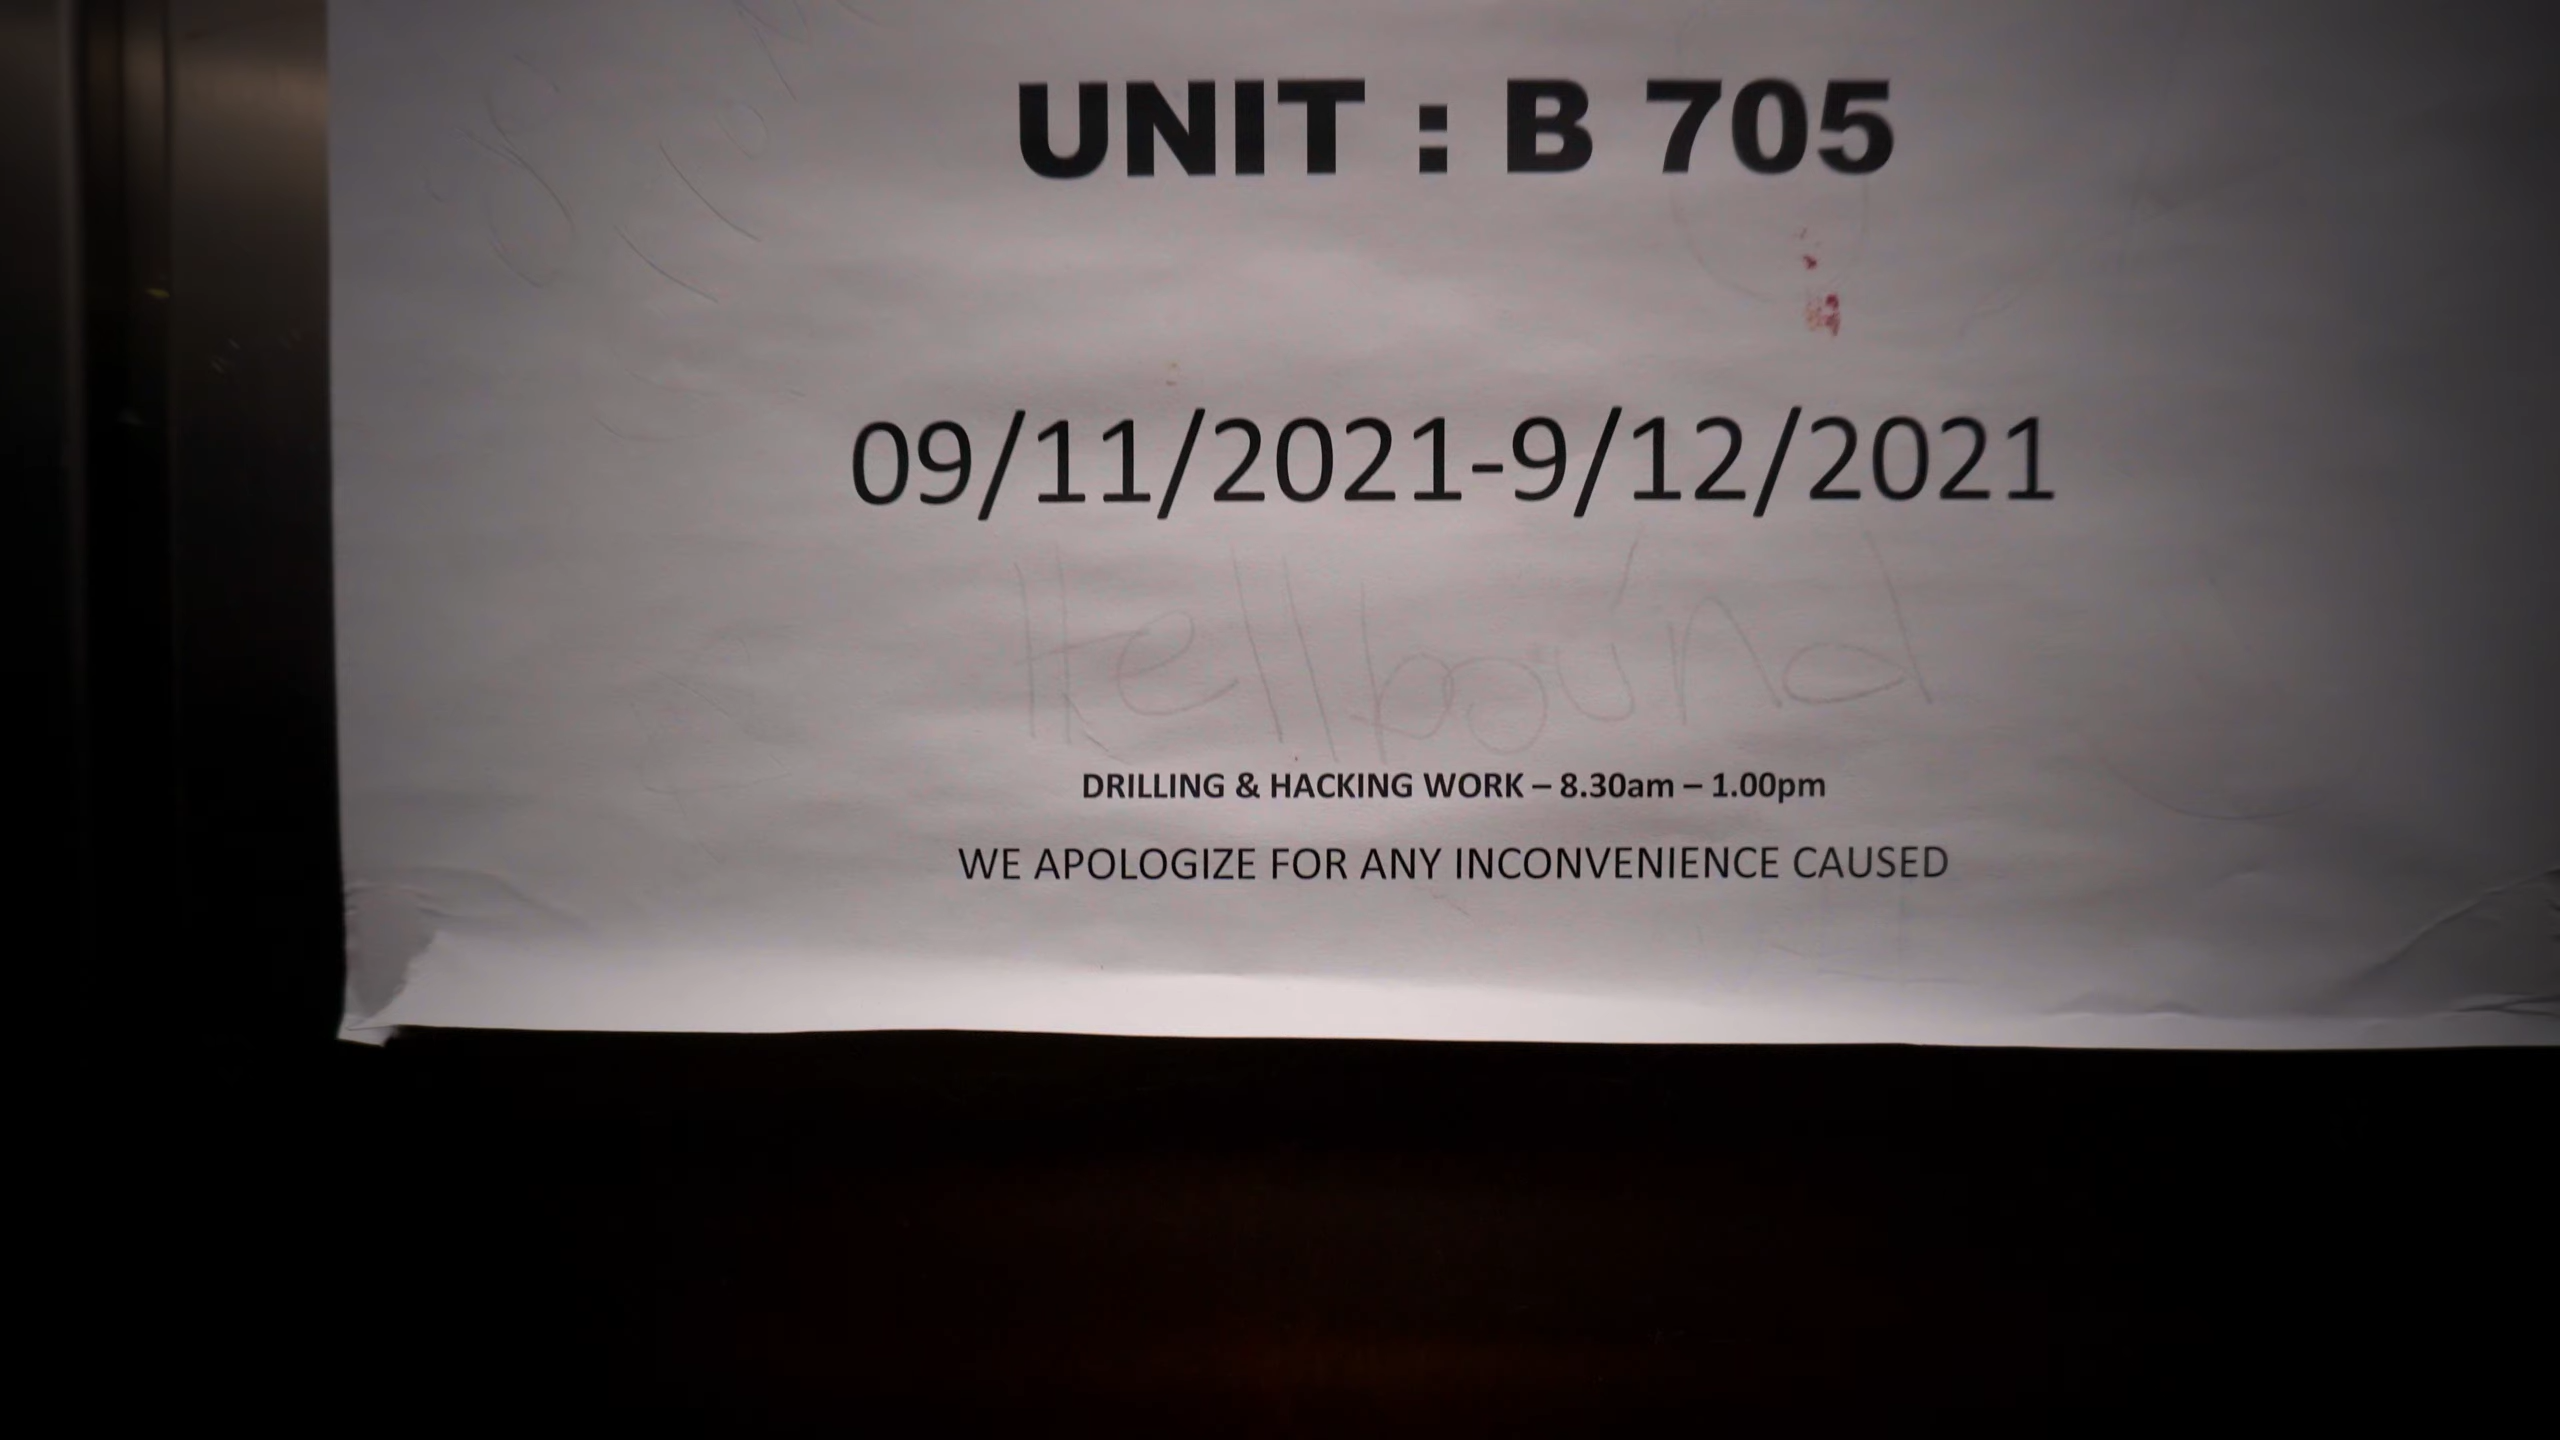 UNIT : B 705
09/11/2021-9/12/2021
Hellbound
DRILLING & HACKING WORK – 8.30am – 1.00pm
WE APOLOGIZE FOR ANY INCONVENIENCE CAUSED